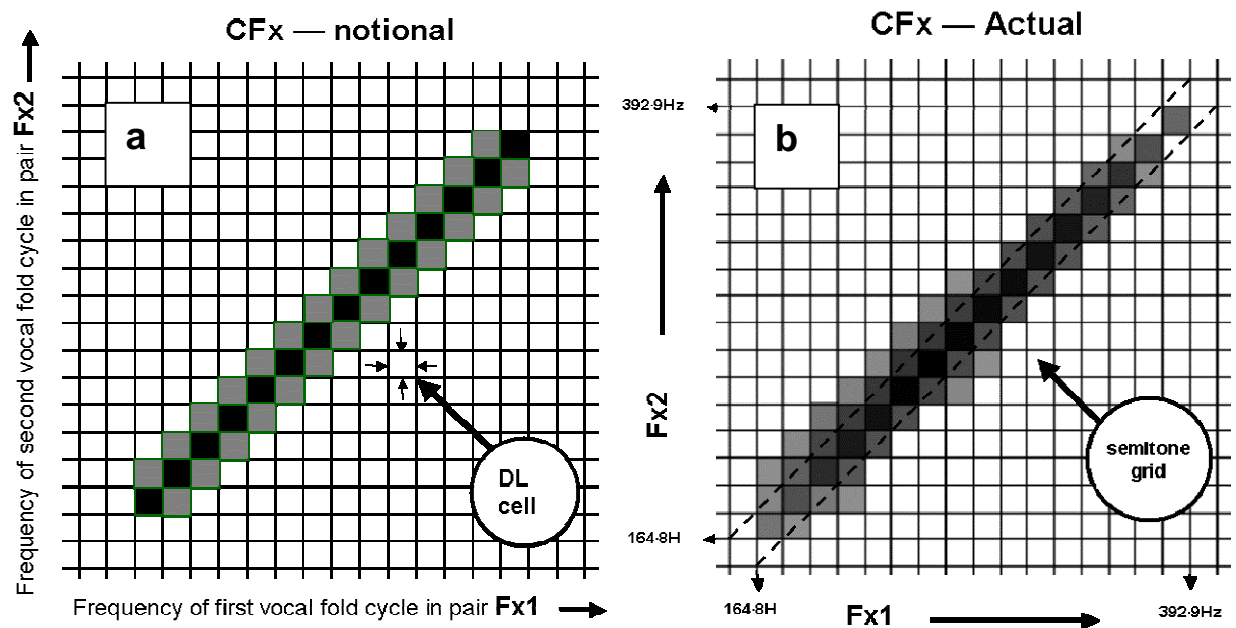 CFx — notional
a
Frequency of second vocal fold cycle in pair Fx2
DL
cell
Frequency of first vocal fold cycle in pair Fx1
CFx — Actual
392·9Hz
b
Fx2
semitone
grid
164·8H
164·8H
Fx1
392·9Hz